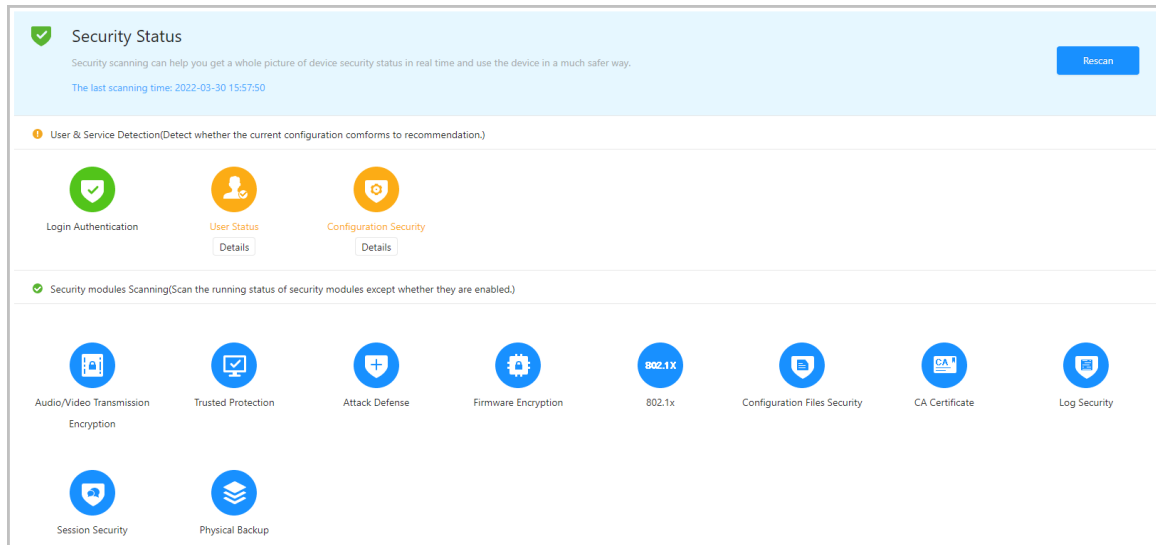 Security Status
Security scanning can help you get a whole picture of device security status in real time and use the device in a much safer way.
Rescan
The last scanning time: 2022-03-30 15:57:50
User & Service Detection(Detect whether the current configuration comforms to recommendation.)
Login Authentication
User Status
Configuration Security
Details
Details
Security modules Scanning(Scan the running status of security modules except whether they are enabled.)
802.1X
CA
Audio/Video Transmission
Encryption
Trusted Protection
Attack Defense
Firmware Encryption
802.1x
Configuration Files Security
CA Certificate
Log Security
Session Security
Physical Backup